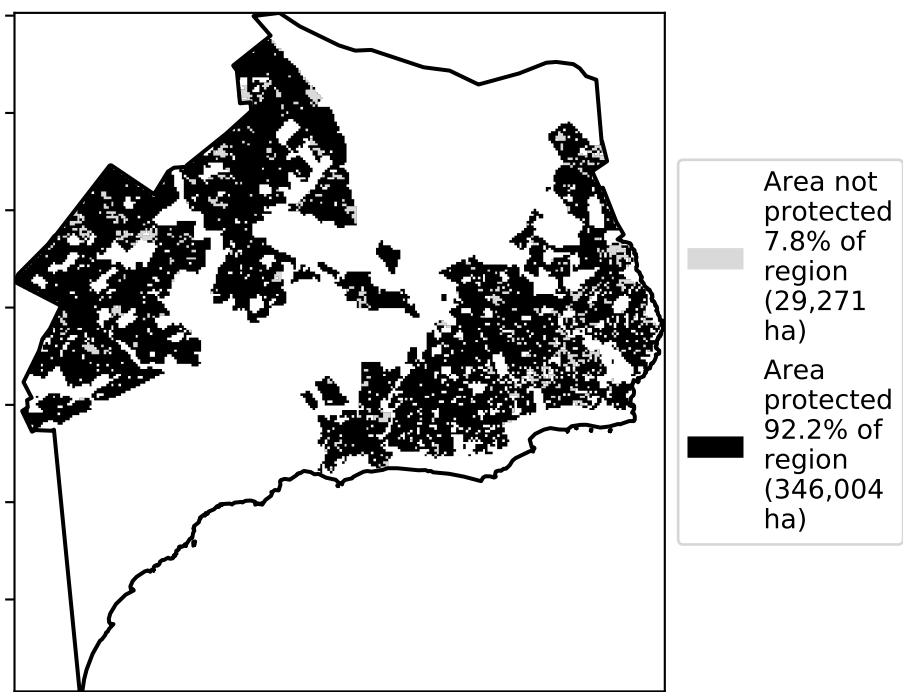 Area not
protected
7.8% of
region
(29,271
ha)
Area
protected
92.2% of
region
(346,004
ha)